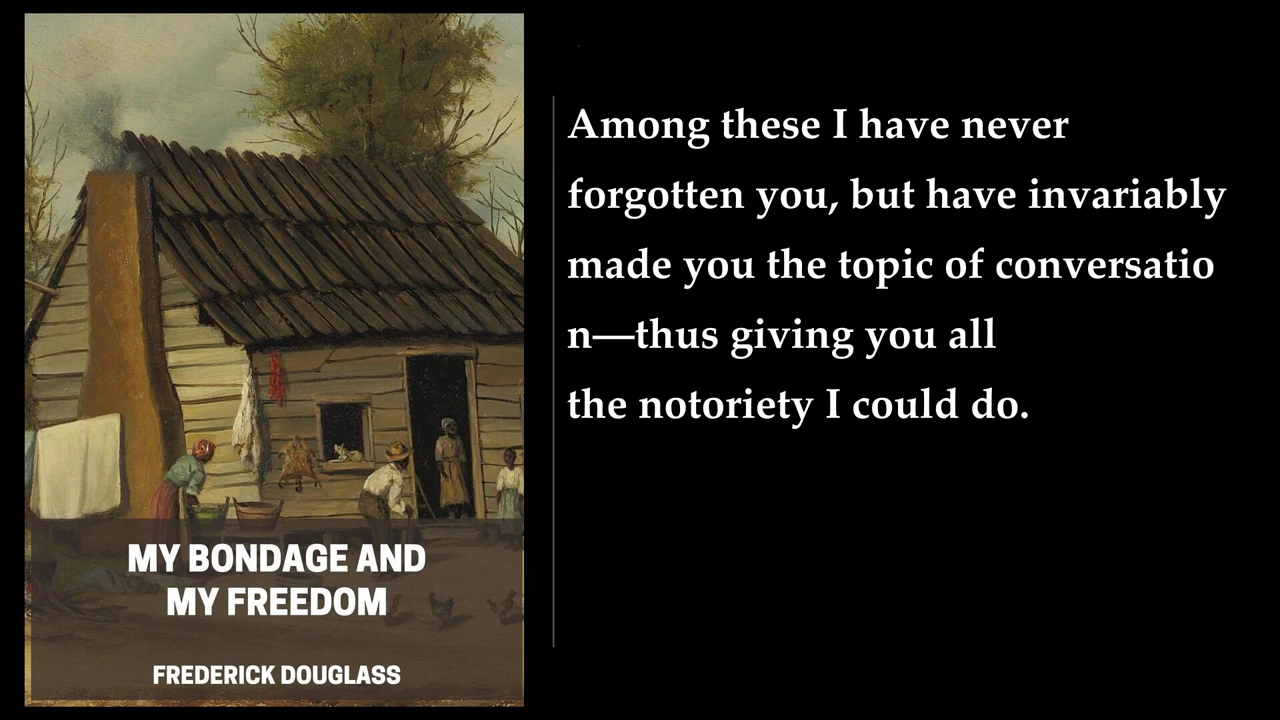 MY BONDAGE AND
MY FREEDOM
FREDERICK DOUGLASS
Among these I have never
forgotten you, but have invariably
made you the topic of conversatio
n—thus giving you all
the notoriety I could do.